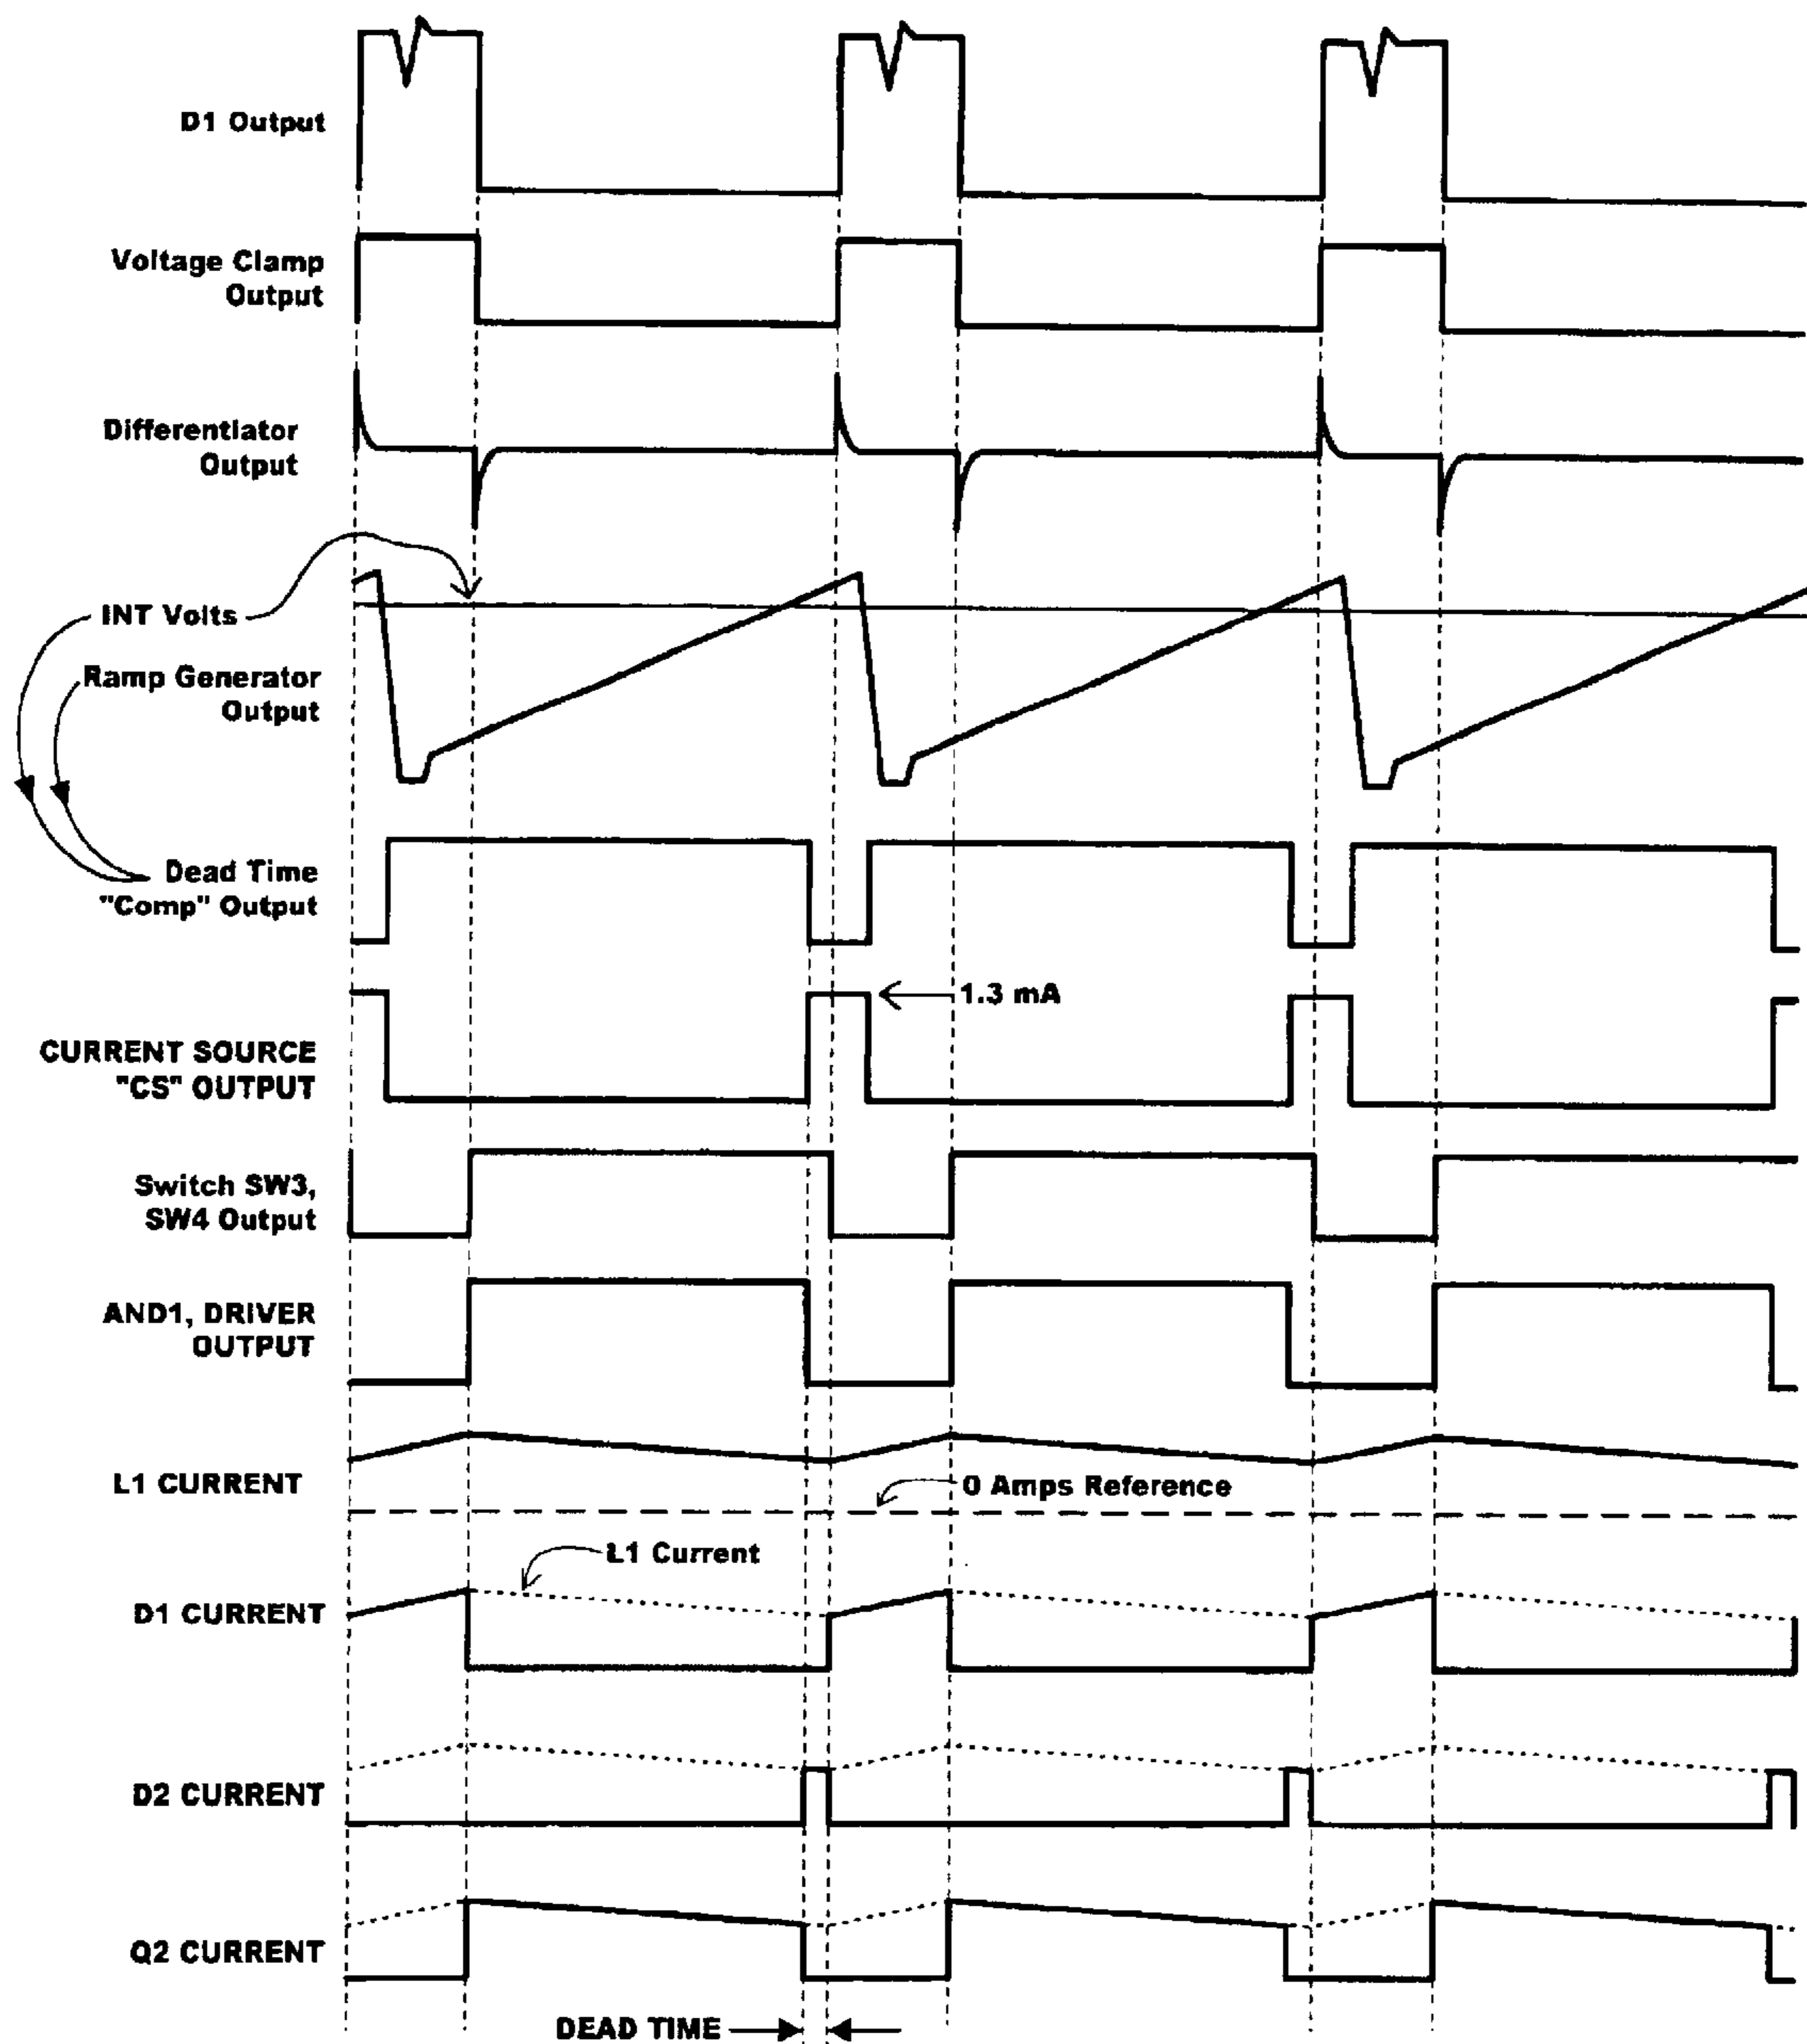 D1 Output
Voltage Clamp
Output
Differentiator
Output
INT Volts
Ramp Generator
Output
Dead Time
"Comp" Output
1.3 mA
CURRENT SOURCE
"CS" OUTPUT
Switch SW3,
SW4 Output
AND1, DRIVER
OUTPUT
L1 CURRENT
0 Amps Reference
L1 Current
D1 CURRENT
D2 CURRENT
Q2 CURRENT
DEAD TIME